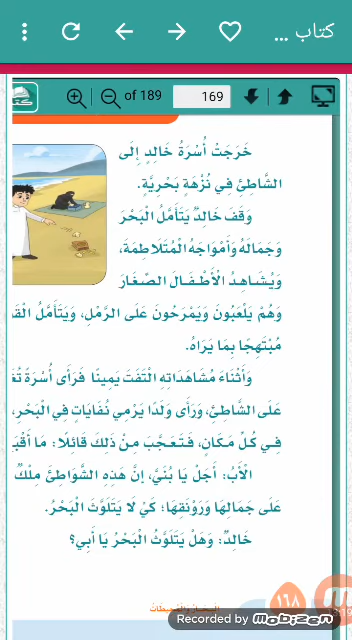 كتاب ...
of 189
169
خَرَجَتْ أُسْرَةُ خَالِدٍ إِلَى
الشَّاطِئِ فِي نُزْهَةٍ بَحْرِيَّةٍ.
وَقَفَ خَالِدٌ يَتَأَمَّلُ الْبَحْرَ
وَجَمَالَهُ وَأَمْوَاجَهُ الْمُتَلَاطِمَةَ،
وَيُشَاهِدُ الْأَطْفَالَ الصِّغَارَ
وَهُمْ يَلْعَبُونَ وَيَمْرَحُونَ عَلَى الرَّمْلِ، وَيَتَأَمَّلُ
مُبْتَهِجًا بِمَا يَرَاهُ.
وَأَثْنَاءَ مُشَاهَدَاتِهِ الْتَفَتَ يَمِينًا فَرَأَى أُسْرَةً
عَلَى الشَّاطِئِ، وَرَأَى وَلَدًا يَرْمِي نُفَايَاتٍ فِي الْبَحْرِ،
فِي كُلِّ مَكَانٍ، فَتَعَجَّبَ مِنْ ذَلِكَ قَائِلًا: مَا
الْأَبُ: أَجَلْ يَا بُنَيَّ، إِنَّ هَذِهِ الشَّوَاطِئَ مِلْكٌ
عَلَى جَمَالِهَا وَرَوْنَقِهَا؛ كَيْ لَا يَتَلَوَّثَ الْبَحْرُ.
خَالِدٌ: وَهَلْ يَتَلَوَّثُ الْبَحْرُ يَا أَبِي؟
١٦٨
Recorded by mobizen